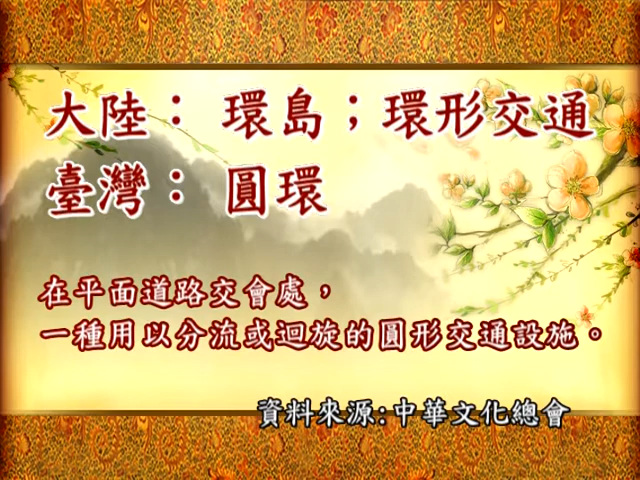 大陸： 環島；環形交通
臺灣： 圓環
在平面道路交會處，
一種用以分流或迴旋的圓形交通設施。
資料來源:中華文化總會